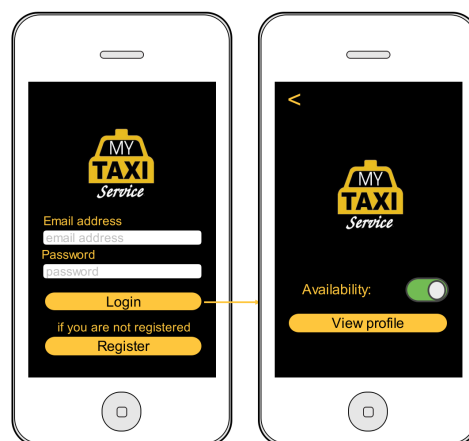 MY
TAXI
Service
Email address
email address
Password
password
Login
if you are not registered
Register
<
MY
TAXI
Service
Availability:
View profile